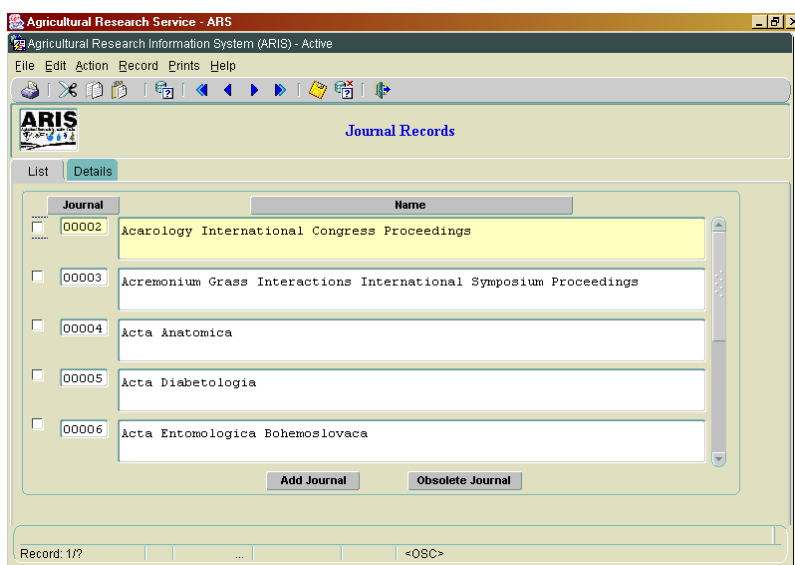 Agricultural Research Service - ARS
Agricultural Research Information System (ARIS) - Active
File Edit Action Record Prints Help
ARIS
Journal Records
List Details
Journal Name
00002 Acarology International Congress Proceedings
00003 Acremonium Grass Interactions International Symposium Proceedings
00004 Acta Anatomica
00005 Acta Diabetologia
00006 Acta Entomologica Bohemoslovaca
Add Journal Obsolete Journal
Record: 1/? ... <OSC>